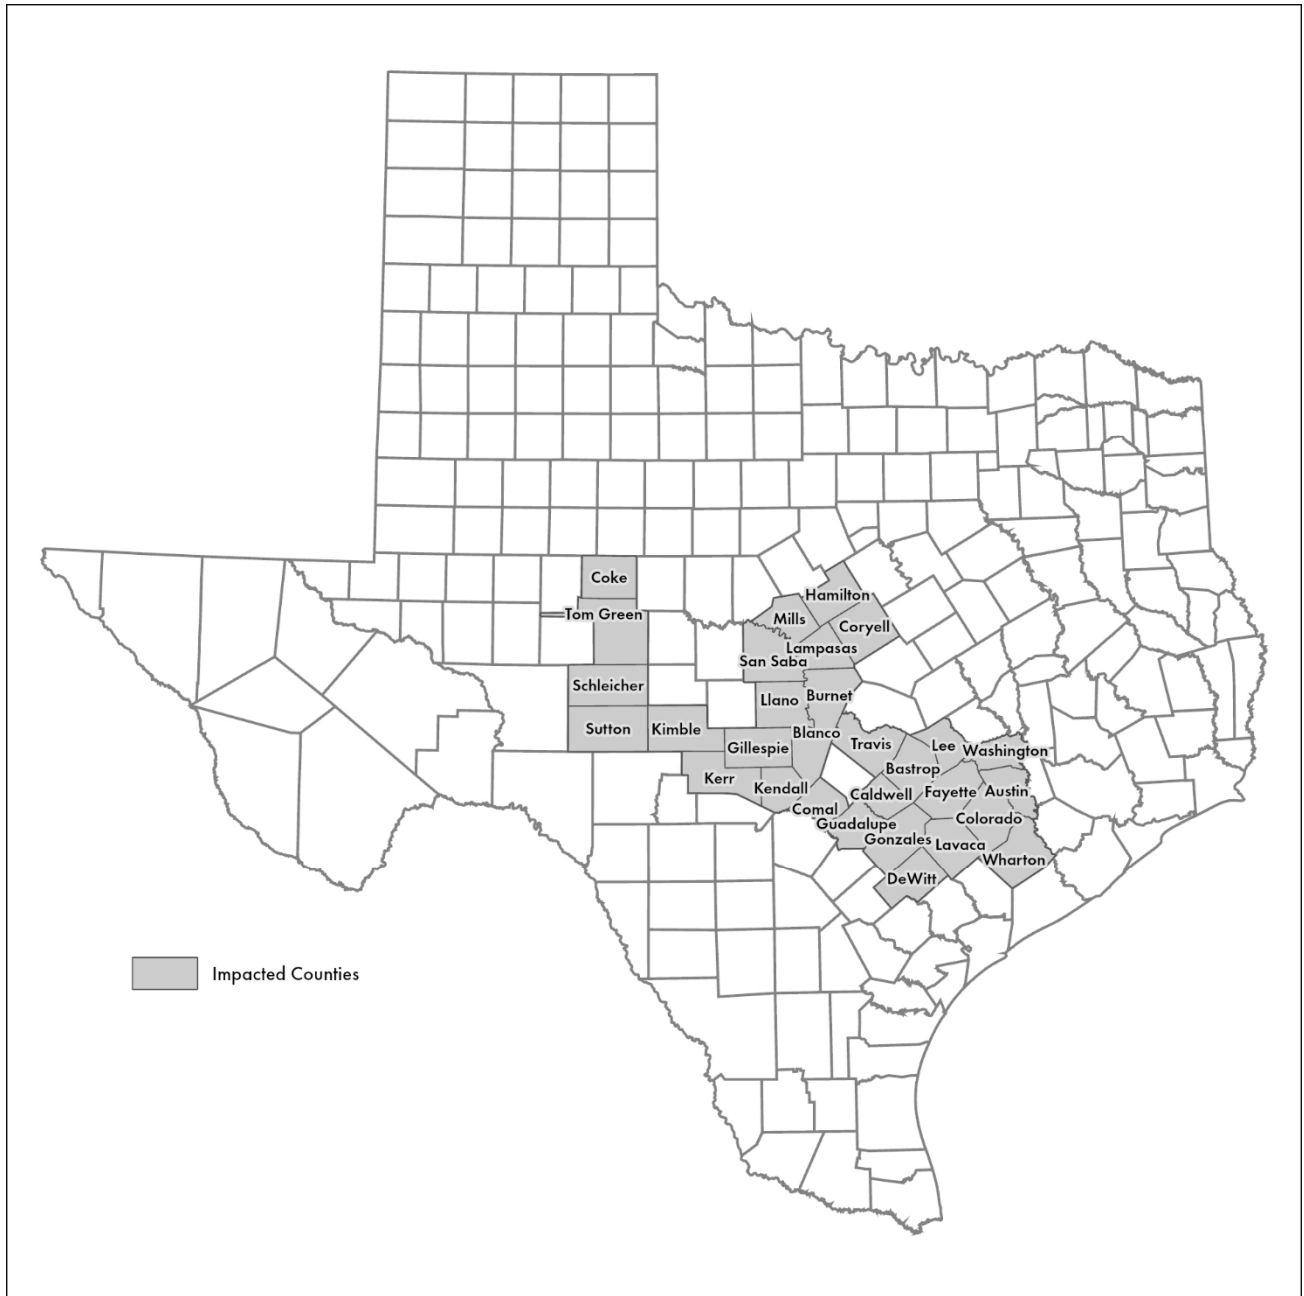 Coke
Hamilton
Tom Green
Mills
Coryell
Lampasas
San Saba
Schleicher
Llano
Burnet
Sutton
Kimble
Blanco
Gillespie
Travis
Lee
Washington
Bastrop
Kerr
Kendall
Caldwell
Fayette
Austin
Comal
Colorado
Guadalupe
Gonzales
Lavaca
Wharton
DeWitt
Impacted Counties